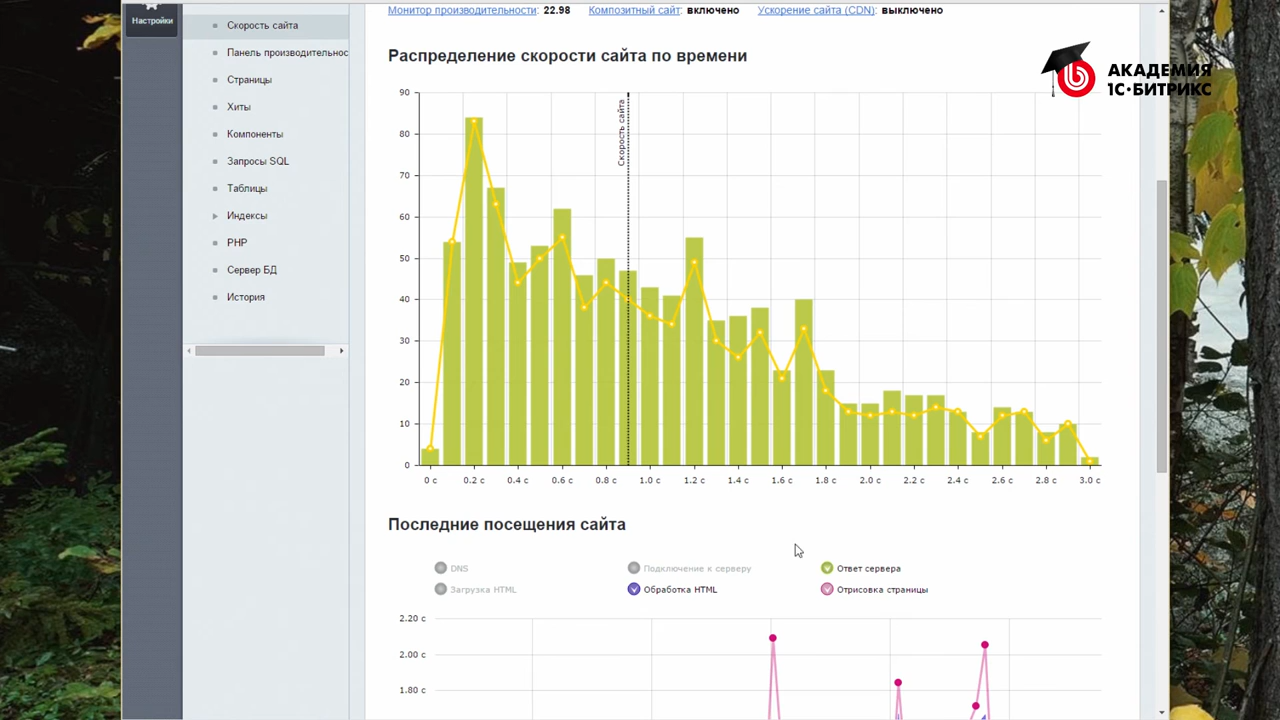 Монитор производительности: 22.98 Композитный сайт: включено Ускорение сайта (CDN): выключено
Настройки
Скорость сайта
Панель производительнос
Страницы
Хиты
Компоненты
Запросы SQL
Таблицы
Индексы
PHP
Сервер БД
История
Распределение скорости сайта по времени
АКАДЕМИЯ
1С·БИТРИКС
90
80
70
60
50
40
30
20
10
0
Скорость сайта
0 с 0.2 с 0.4 с 0.6 с 0.8 с 1.0 с 1.2 с 1.4 с 1.6 с 1.8 с 2.0 с 2.2 с 2.4 с 2.6 с 2.8 с 3.0 с
Последние посещения сайта
DNS Подключение к серверу Ответ сервера
Загрузка HTML Обработка HTML Отрисовка страницы
2.20 с
2.00 с
1.80 с